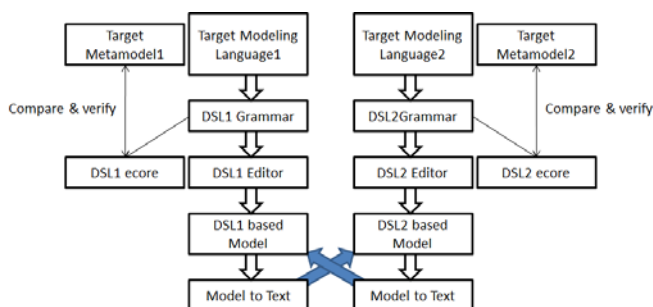 Target
Metamodel1
Target Modeling
Language1
Target Modeling
Language2
Target
Metamodel2
Compare & verify
DSL1 Grammar
DSL2Grammar
Compare & verify
DSL1 ecore
DSL1 Editor
DSL2 Editor
DSL2 ecore
DSL1 based
Model
DSL2 based
Model
Model to Text
Model to Text